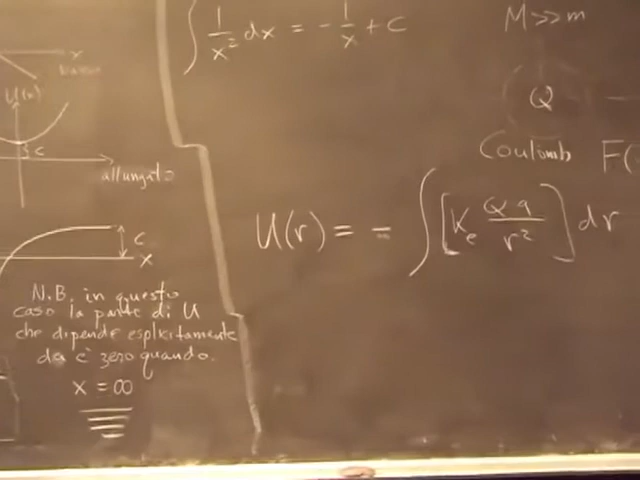 ∫ 1/x² dx = - 1/x + c
M>>m
x
U(x)
Q
c
Coulomb F(
allungato
U(r) = - ∫ [Ke Qq/r²] dr
c
x
N.B. in questo
caso la parte di U
che dipende esplicitamente
da è zero quando.
x = ∞